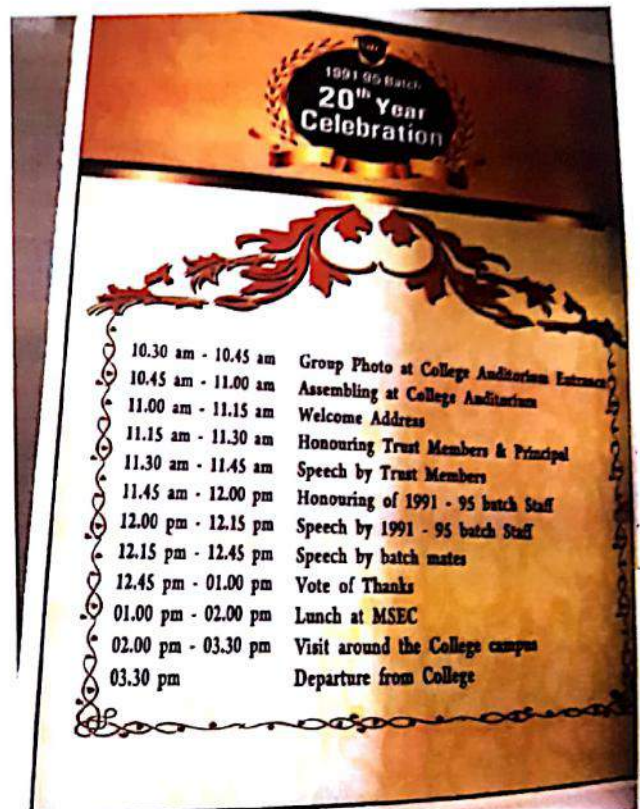 1991 95 Batch
20th Year
Celebration
10.30 am - 10.45 am Group Photo at College Auditorium Entrance
10.45 am - 11.00 am Assembling at College Auditorium
11.00 am - 11.15 am Welcome Address
11.15 am - 11.30 am Honouring Trust Members & Principal
11.30 am - 11.45 am Speech by Trust Members
11.45 am - 12.00 pm Honouring of 1991 - 95 batch Staff
12.00 pm - 12.15 pm Speech by 1991 - 95 batch Staff
12.15 pm - 12.45 pm Speech by batch mates
12.45 pm - 01.00 pm Vote of Thanks
01.00 pm - 02.00 pm Lunch at MSEC
02.00 pm - 03.30 pm Visit around the College campus
03.30 pm Departure from College